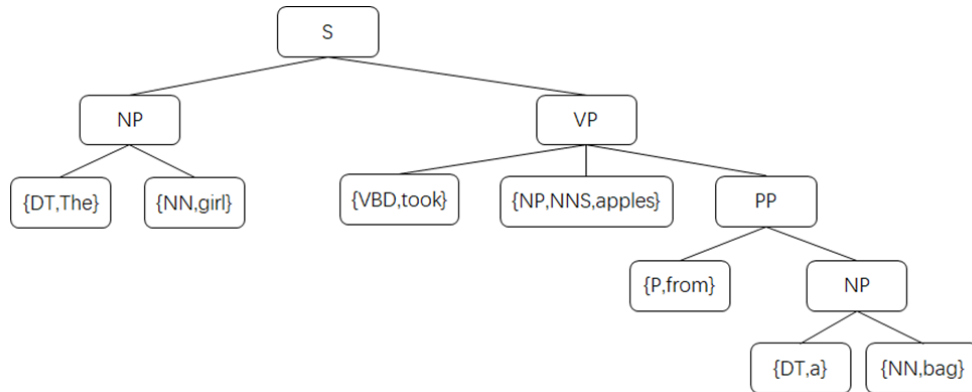 S
NP
VP
{DT,The}
{NN,girl}
{VBD,took}
{NP,NNS,apples}
PP
{P,from}
NP
{DT,a}
{NN,bag}